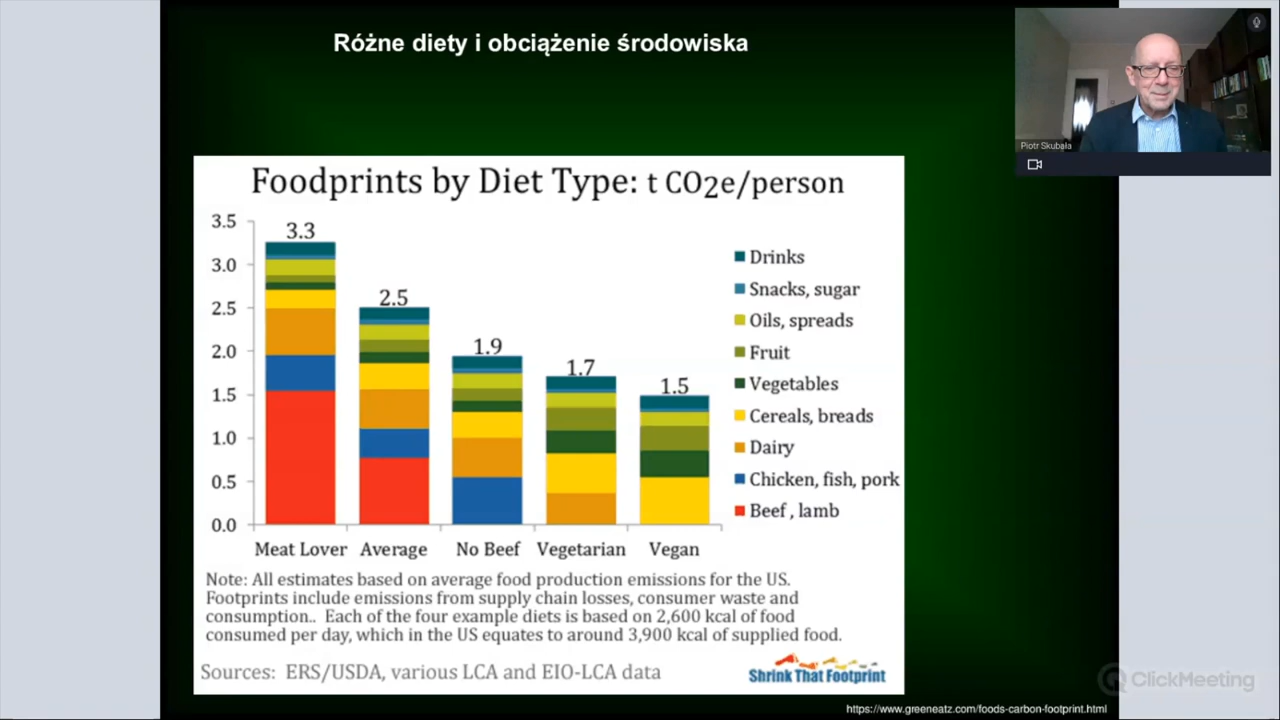 Różne diety i obciążenie środowiska
Piotr Skubała
Foodprints by Diet Type: t CO2e/person
3.5
3.0
2.5
2.0
1.5
1.0
0.5
0.0
3.3
2.5
1.9
1.7
1.5
Meat Lover
Average
No Beef
Vegetarian
Vegan
Drinks
Snacks, sugar
Oils, spreads
Fruit
Vegetables
Cereals, breads
Dairy
Chicken, fish, pork
Beef , lamb
Note: All estimates based on average food production emissions for the US.
Footprints include emissions from supply chain losses, consumer waste and
consumption.. Each of the four example diets is based on 2,600 kcal of food
consumed per day, which in the US equates to around 3,900 kcal of supplied food.
Sources: ERS/USDA, various LCA and EIO-LCA data
Shrink That Footprint
ClickMeeting
https://www.greeneatz.com/foods-carbon-footprint.html